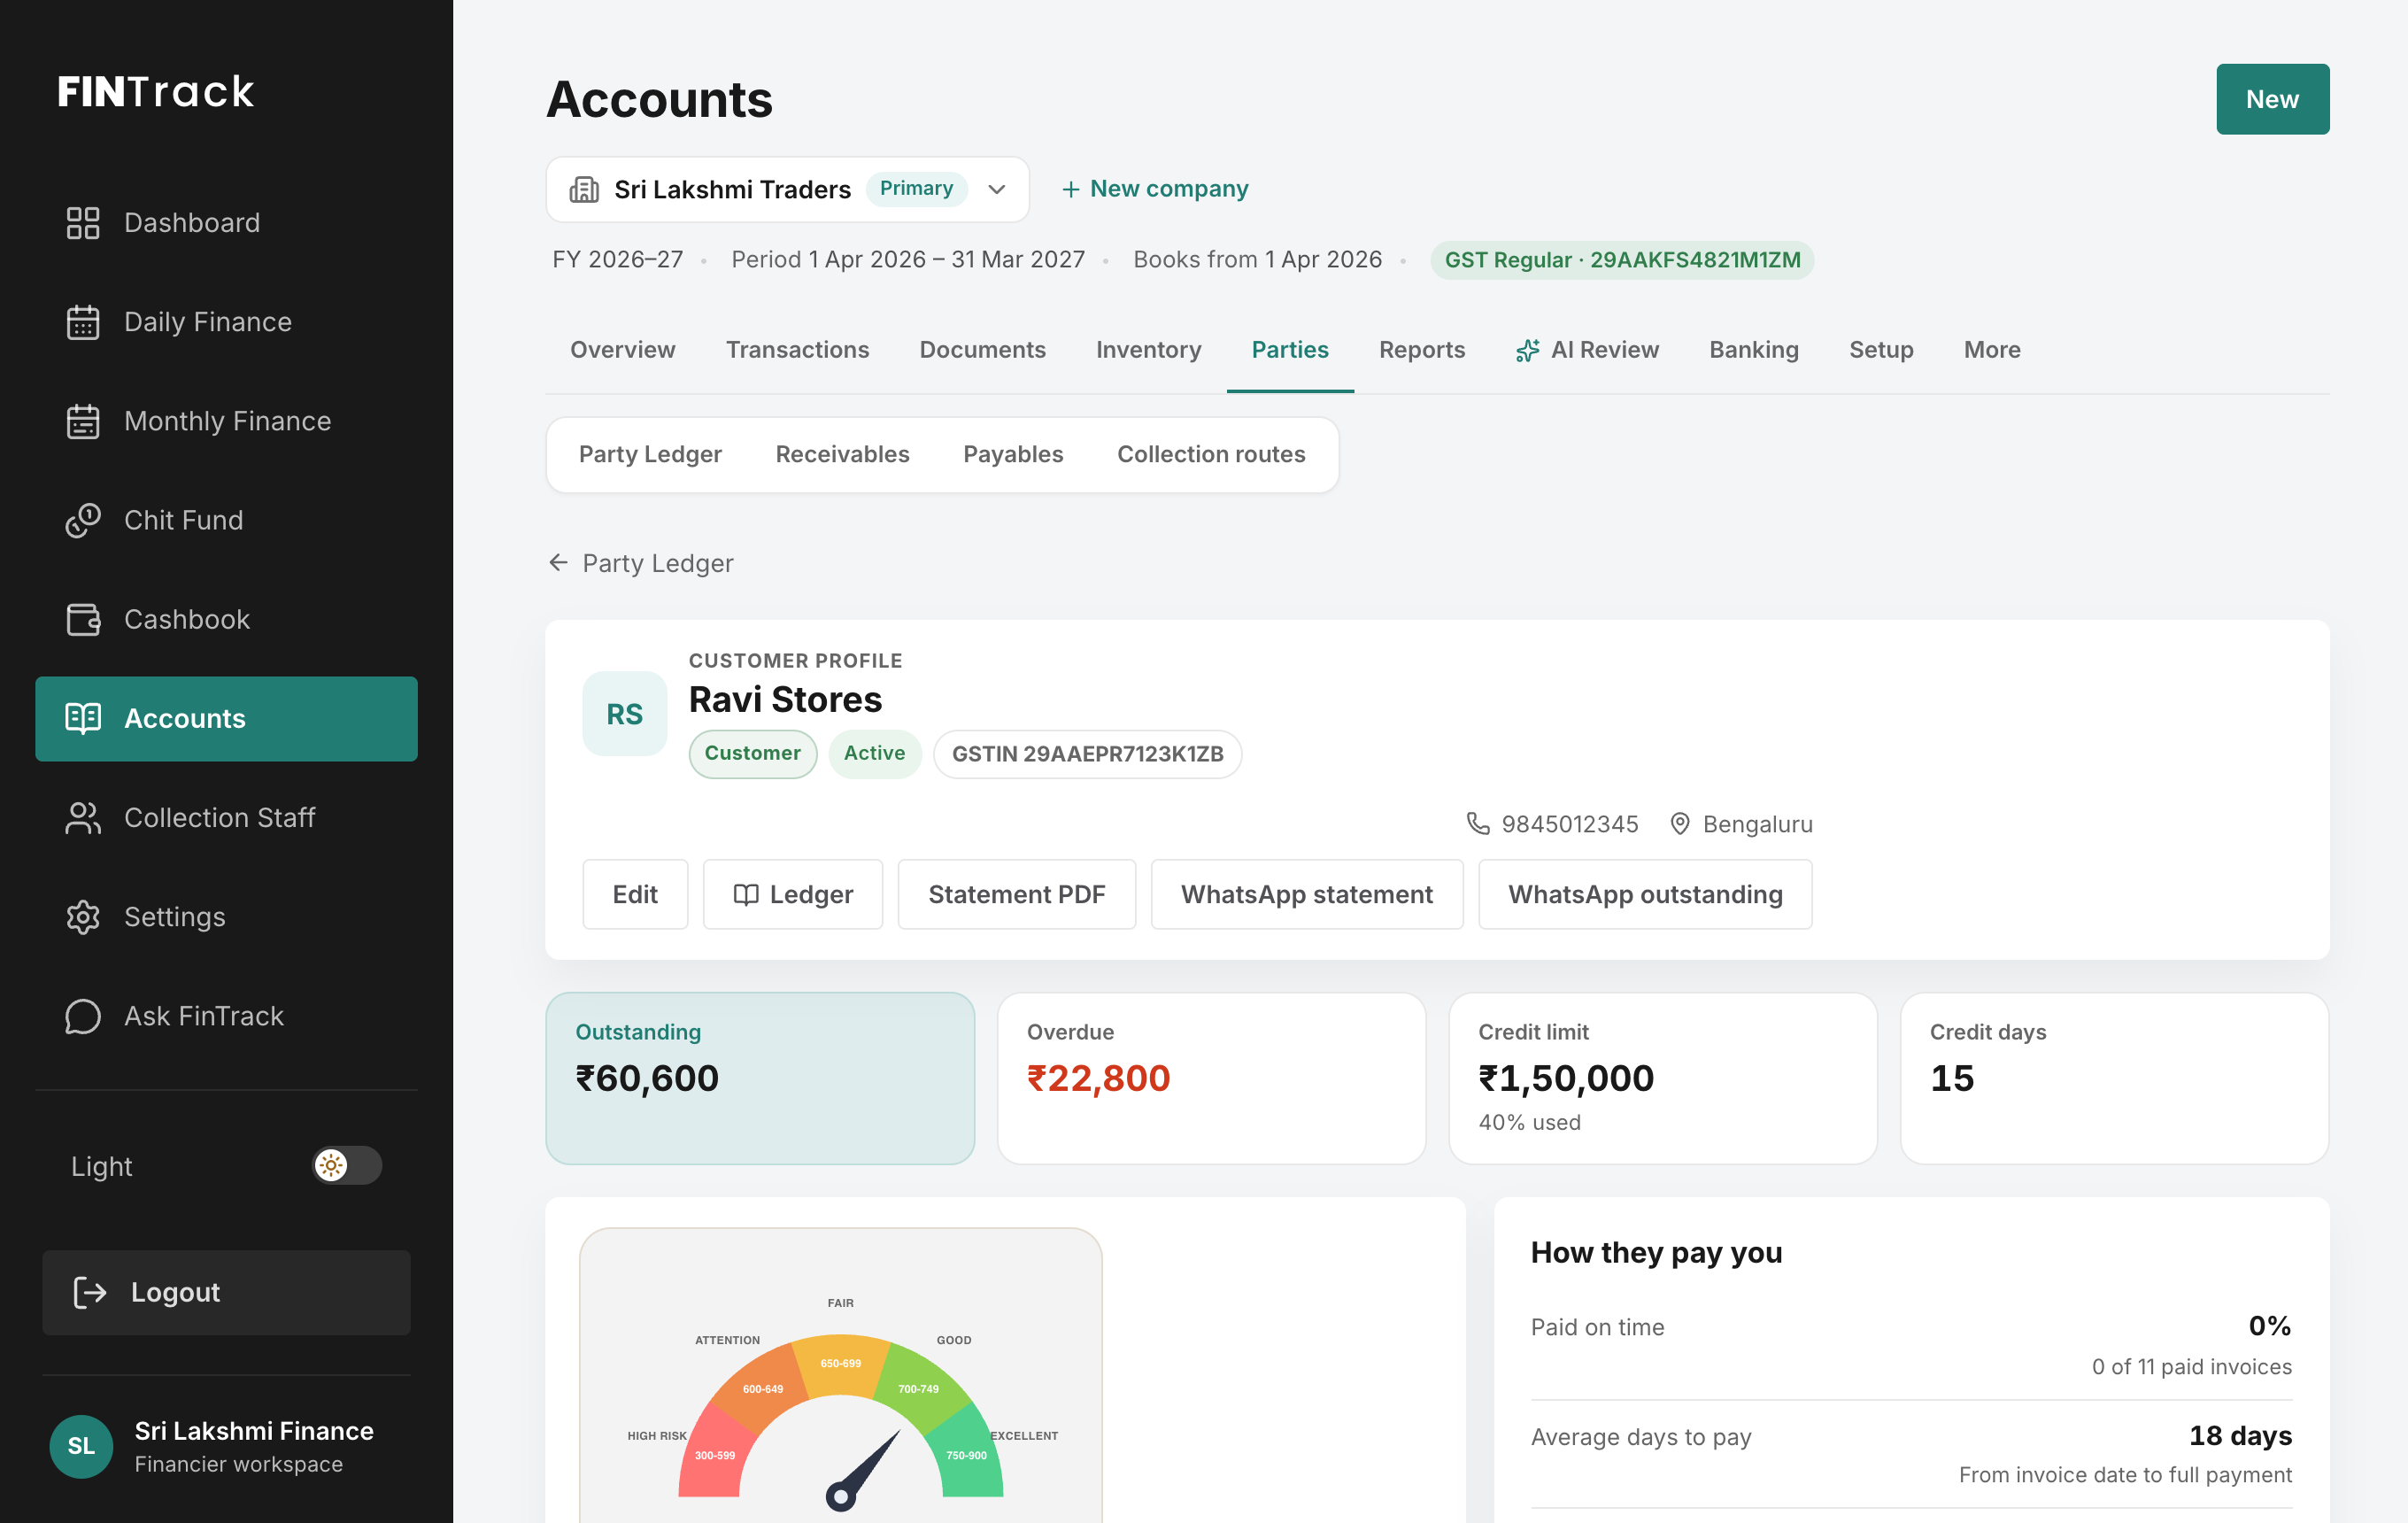 FINTrack
Dashboard
Daily Finance
Monthly Finance
Chit Fund
Cashbook
Accounts
Collection Staff
Settings
Ask FinTrack
Light
Logout
SL
Sri Lakshmi Finance
Financier workspace
Accounts
New
Sri Lakshmi Traders Primary
+ New company
FY 2026–27 • Period 1 Apr 2026 – 31 Mar 2027 • Books from 1 Apr 2026 • GST Regular · 29AAKFS4821M1ZM
Overview Transactions Documents Inventory Parties Reports AI Review Banking Setup More
Party Ledger Receivables Payables Collection routes
← Party Ledger
RS
CUSTOMER PROFILE
Ravi Stores
Customer Active GSTIN 29AAEPR7123K1ZB
9845012345 Bengaluru
Edit Ledger Statement PDF WhatsApp statement WhatsApp outstanding
Outstanding
₹60,600
Overdue
₹22,800
Credit limit
₹1,50,000
40% used
Credit days
15
FAIR
ATTENTION GOOD
650-699
600-649 700-749
HIGH RISK EXCELLENT
300-599 750-900
How they pay you
Paid on time 0%
0 of 11 paid invoices
Average days to pay 18 days
From invoice date to full payment